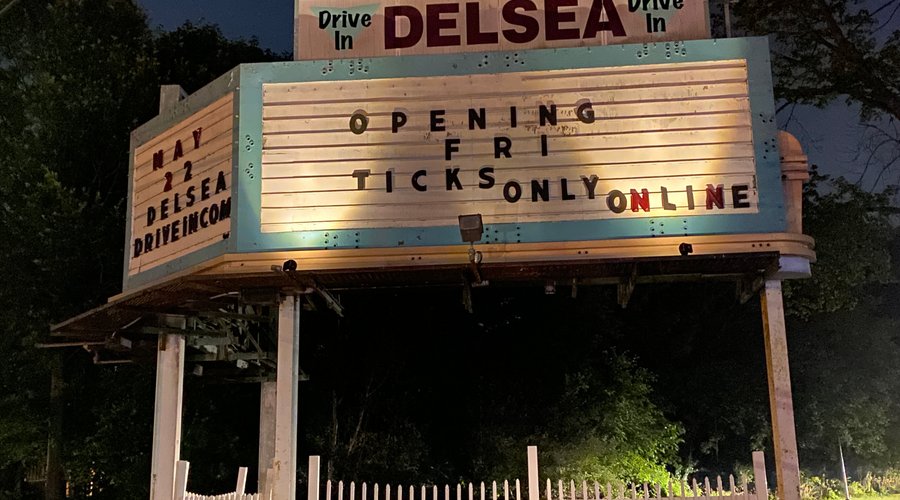 Drive In DELSEA Drive In
OPENING
FRI
TICKS ONLY ONLINE
MAY
22
DELSEA
DRIVEINCOM